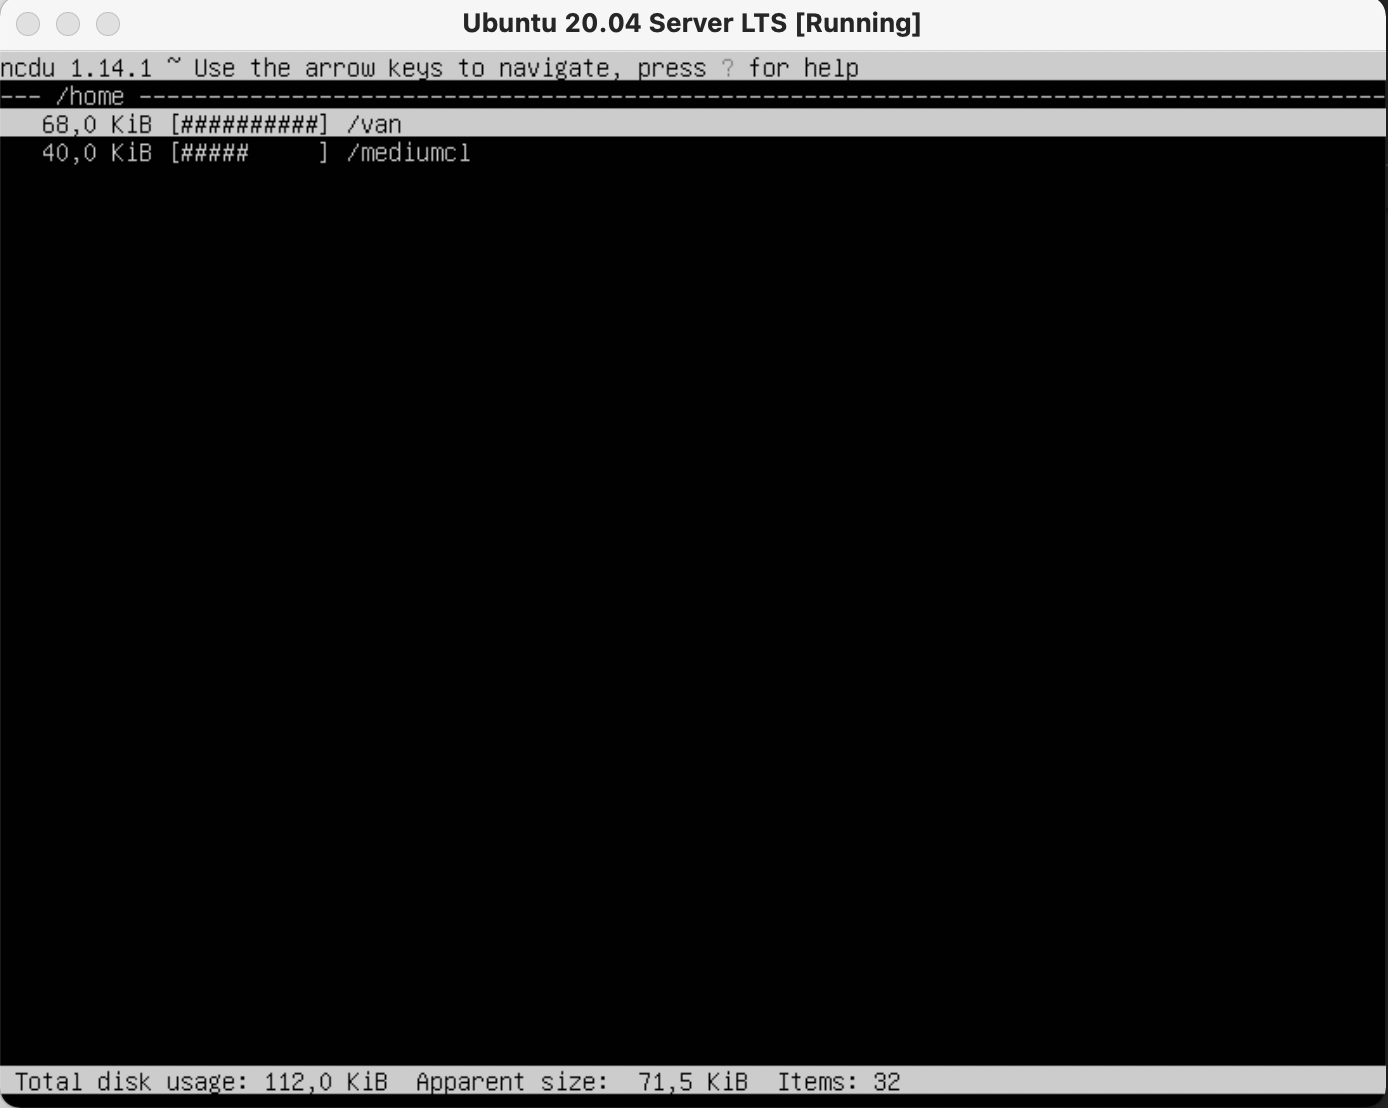 Ubuntu 20.04 Server LTS [Running]
ncdu 1.14.1 ~ Use the arrow keys to navigate, press ? for help
--- /home ------------------------------------------------------------------------------------------
68,0 KiB [##########] /van
40,0 KiB [#####     ] /mediumcl
Total disk usage: 112,0 KiB  Apparent size:  71,5 KiB  Items: 32